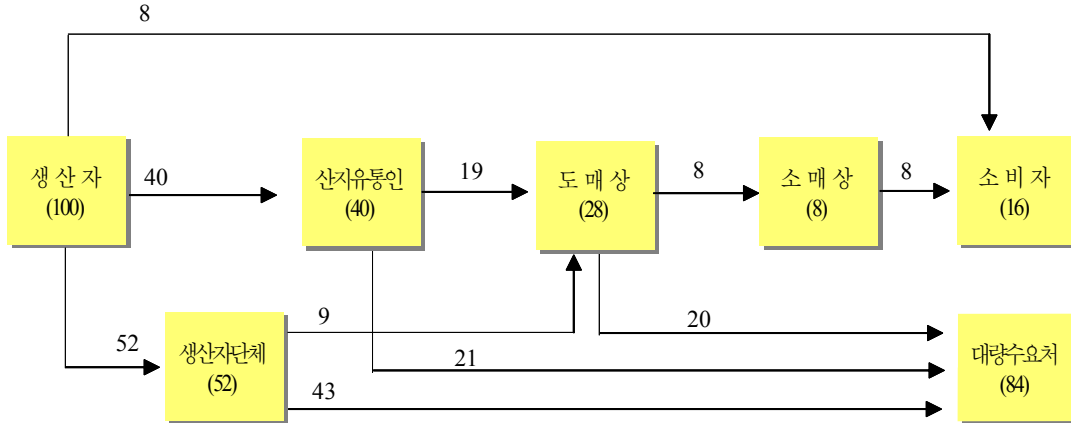 8
생 산 자
(100)
40
산지유통인
(40)
19
도 매 상
(28)
8
소 매 상
(8)
8
소 비 자
(16)
52
생산자단체
(52)
9
21
43
20
대량수요처
(84)